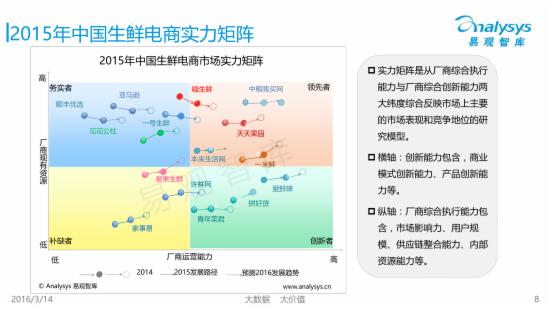 2015年中国生鲜电商实力矩阵
analysys
易观智库
2015年中国生鲜电商市场实力矩阵
高
务实者
领先者
亚马逊
喵生鲜
中粮我买网
顺丰优选
一号生鲜
沱沱公社
天天果园
厂商现有资源
本来生活网
一米鲜
易果生鲜
许鲜网
爱鲜蜂
拼好货
青年菜君
家事易
低
补缺者
创新者
低
厂商运营能力
高
2014
2015发展路径
预测2016发展趋势
© Analysys 易观智库
www.analysys.cn
易观智库
实力矩阵是从厂商综合执行
能力与厂商综合创新能力两
大纬度综合反映市场上主要
的市场表现和竞争地位的研
究模型。
横轴：创新能力包含，商业
模式创新能力、产品创新能
力等。
纵轴：厂商综合执行能力包
含，市场影响力、用户规
模、供应链整合能力、内部
资源能力等。
2016/3/14
大数据 大价值
8